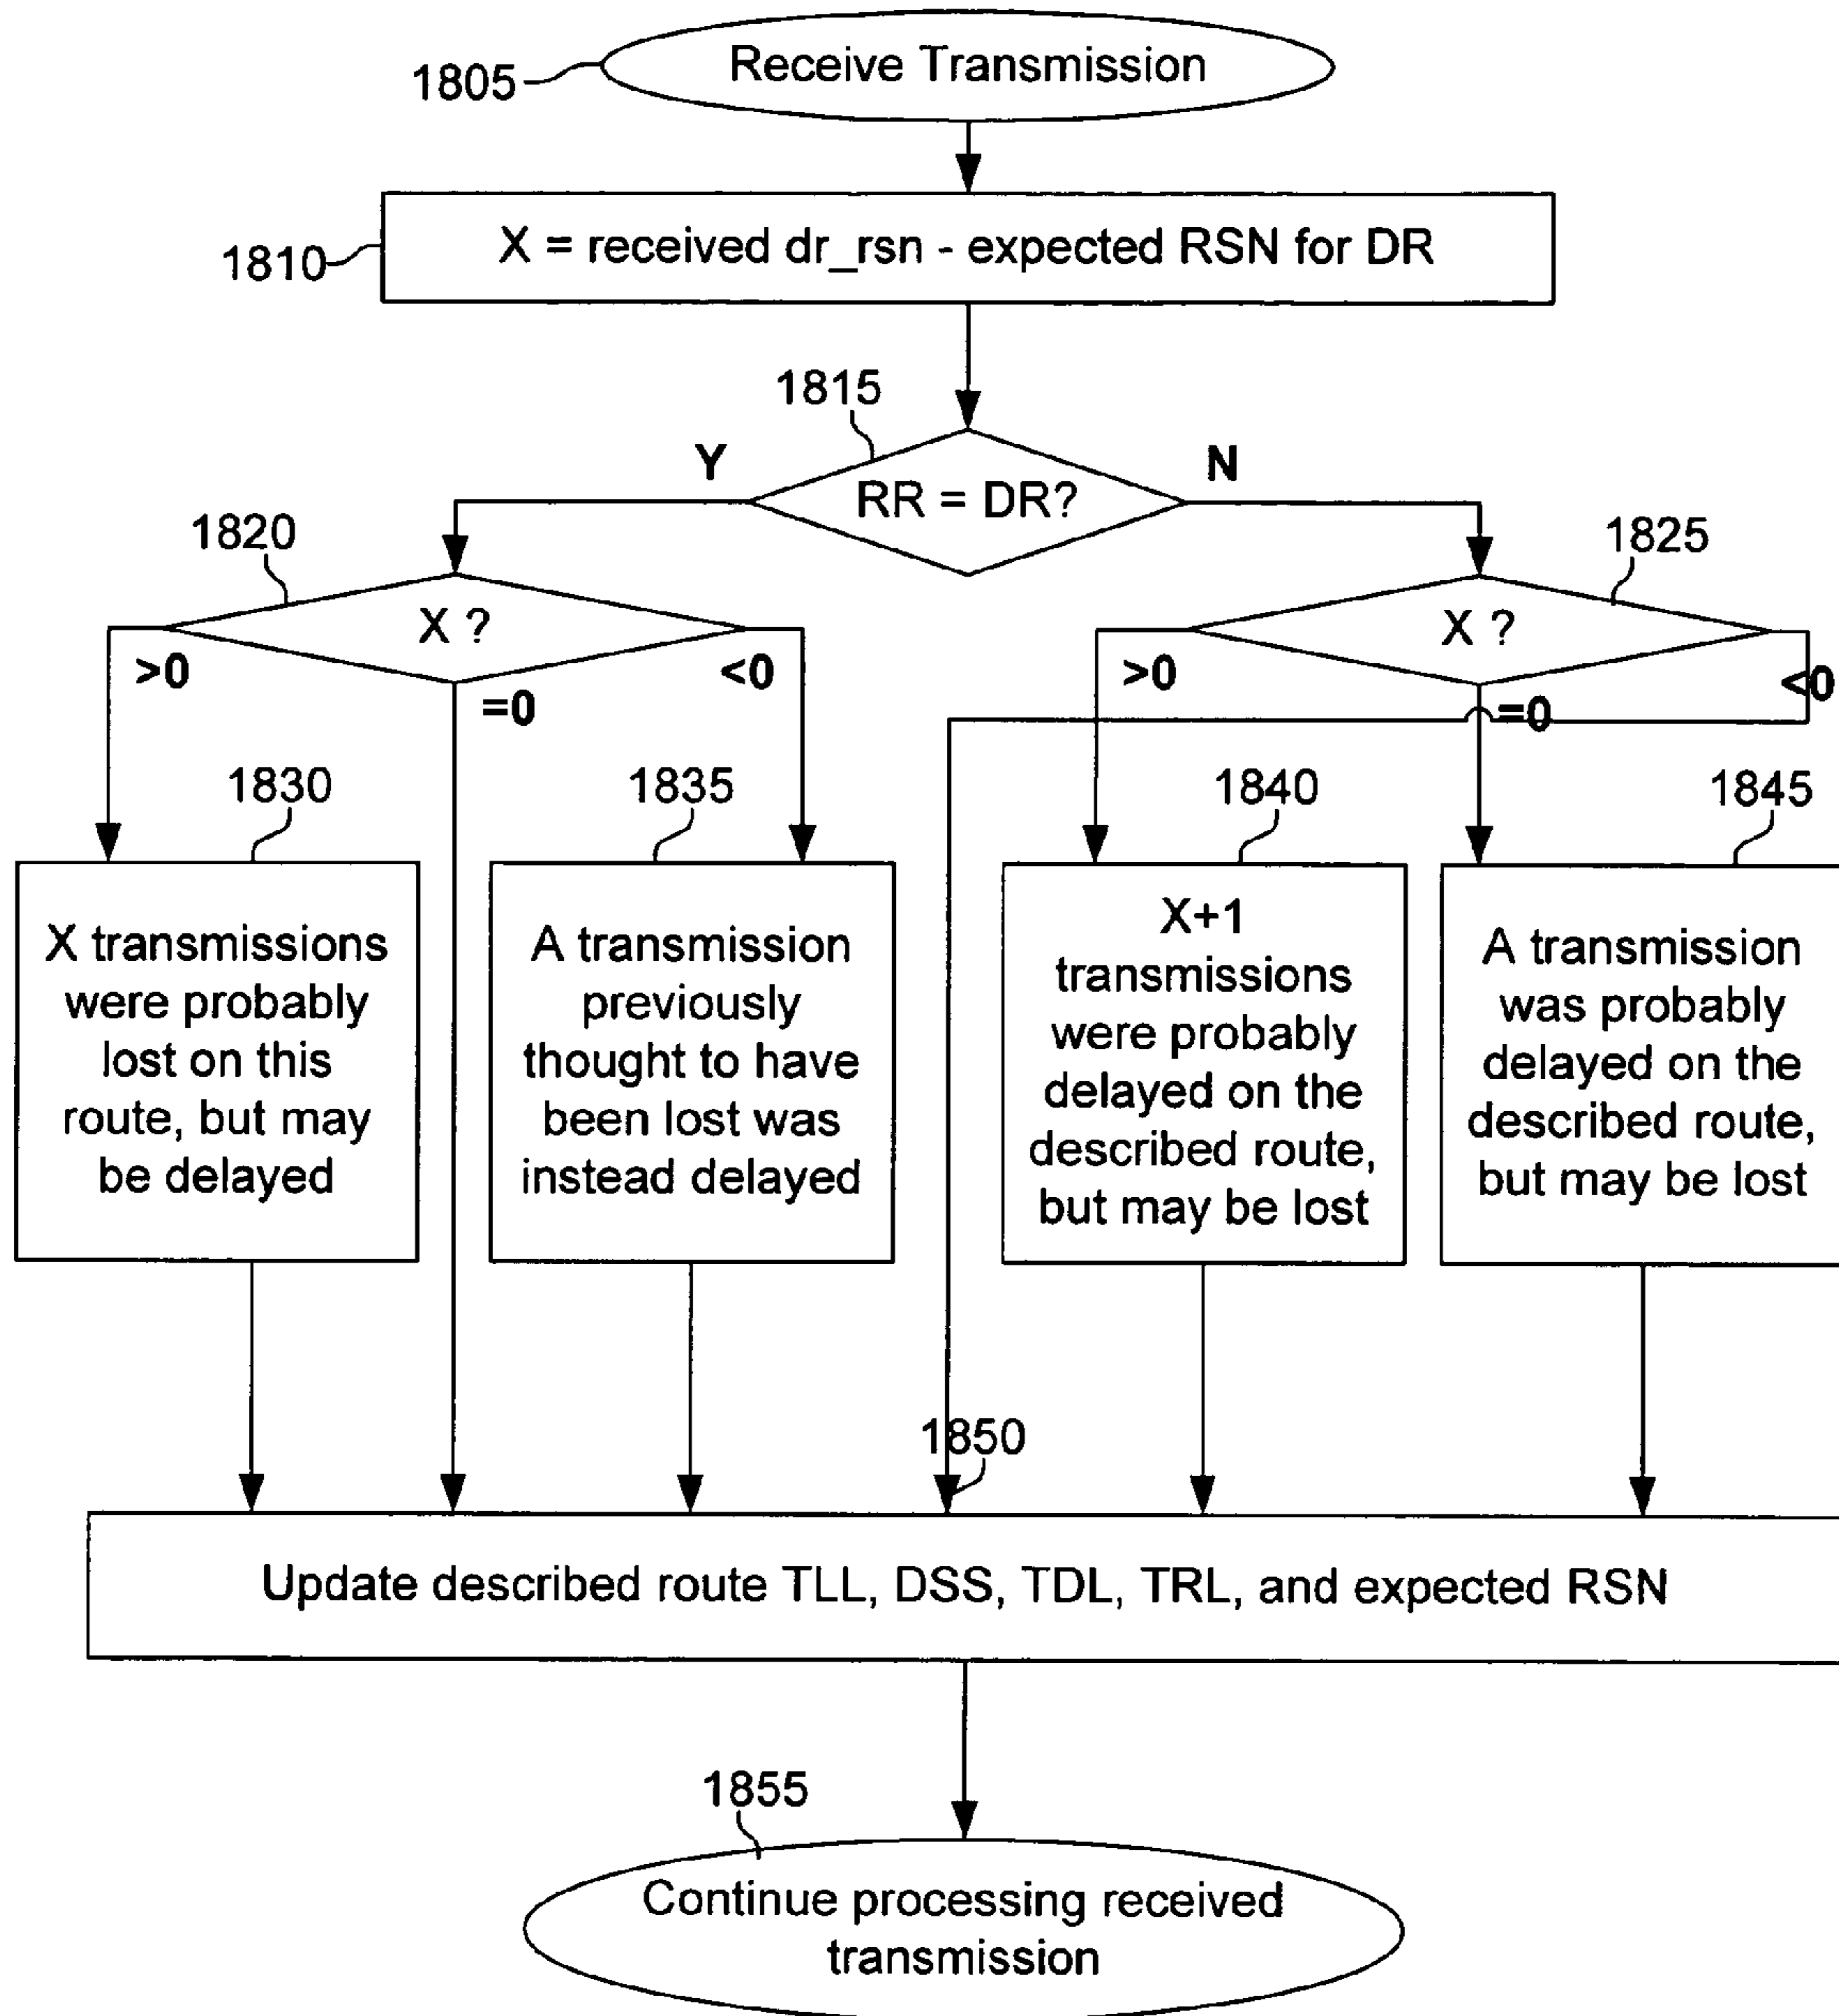 Receive Transmission
1805
X = received dr_rsn - expected RSN for DR
1810
1815
Y
N
RR = DR?
1820
1825
X ?
X ?
>0
=0
<0
>0
=0
<0
1830
1835
1840
1845
X transmissions
were probably
lost on this
route, but may
be delayed
A transmission
previously
thought to have
been lost was
instead delayed
X+1
transmissions
were probably
delayed on the
described route,
but may be lost
A transmission
was probably
delayed on the
described route,
but may be lost
1850
Update described route TLL, DSS, TDL, TRL, and expected RSN
1855
Continue processing received
transmission